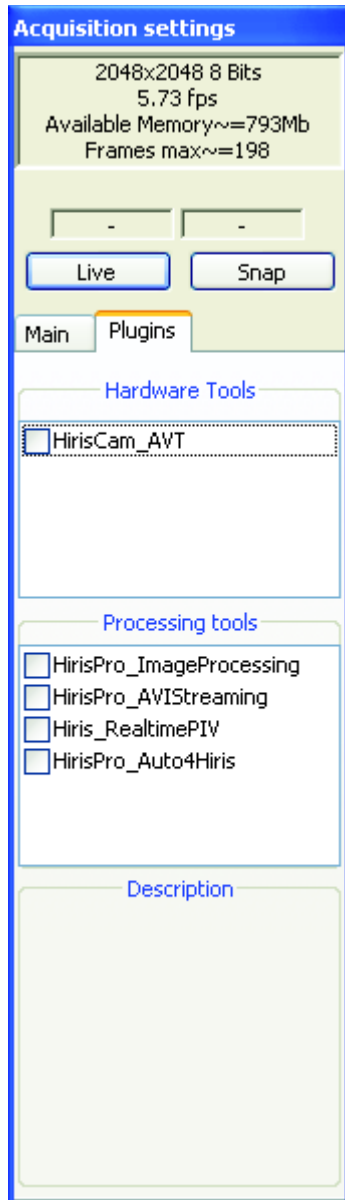 Acquisition settings
2048x2048 8 Bits
5.73 fps
Available Memory~=793Mb
Frames max~=198
- -
Live Snap
Main Plugins
Hardware Tools
HirisCam_AVT
Processing tools
HirisPro_ImageProcessing
HirisPro_AVIStreaming
Hiris_RealtimePIV
HirisPro_Auto4Hiris
Description